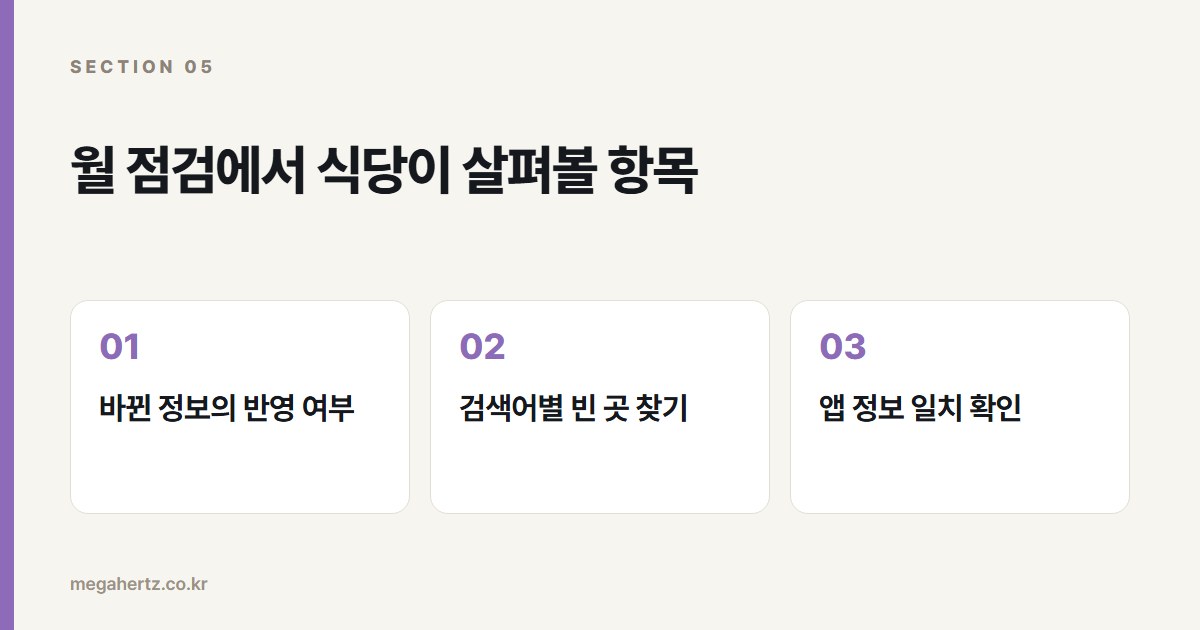 SECTION 05
월 점검에서 식당이 살펴볼 항목
01
바뀐 정보의 반영 여부
02
검색어별 빈 곳 찾기
03
앱 정보 일치 확인
megahertz.co.kr